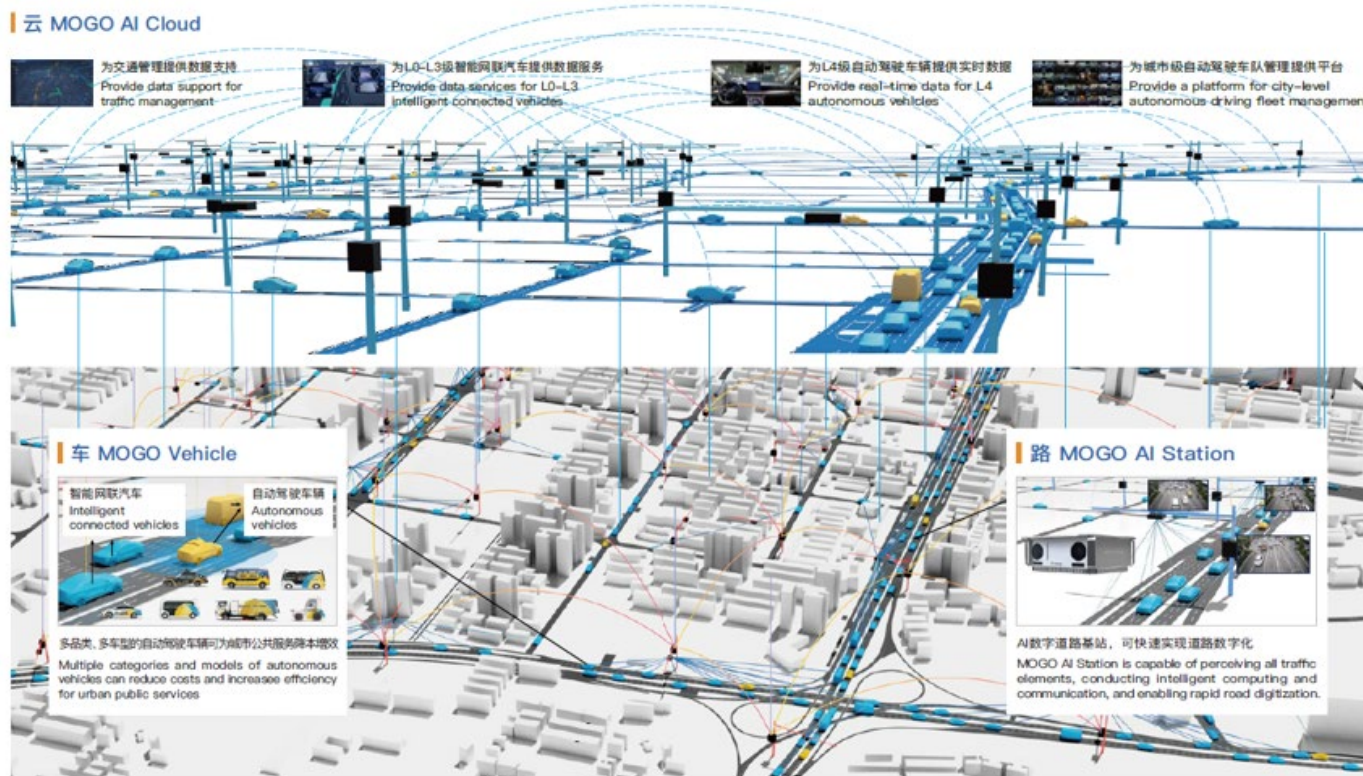 云 MOGO AI Cloud
为交通管理提供数据支持
Provide data support for
traffic management
为L0-L3级智能网联汽车提供数据服务
Provide data services for L0-L3
intelligent connected vehicles
为L4级自动驾驶车辆提供实时数据
Provide real-time data for L4
autonomous vehicles
为城市级自动驾驶车队管理提供平台
Provide a platform for city-level
autonomous driving fleet management
车 MOGO Vehicle
智能网联汽车
Intelligent
connected vehicles
自动驾驶车辆
Autonomous
vehicles
多品类、多车型的自动驾驶车辆可为城市公共服务降本增效
Multiple categories and models of autonomous
vehicles can reduce costs and increasee efficiency
for urban public services
路 MOGO AI Station
AI数字道路基站，可快速实现道路数字化
MOGO AI Station is capable of perceiving all traffic
elements, conducting intelligent computing and
communication, and enabling rapid road digitization.